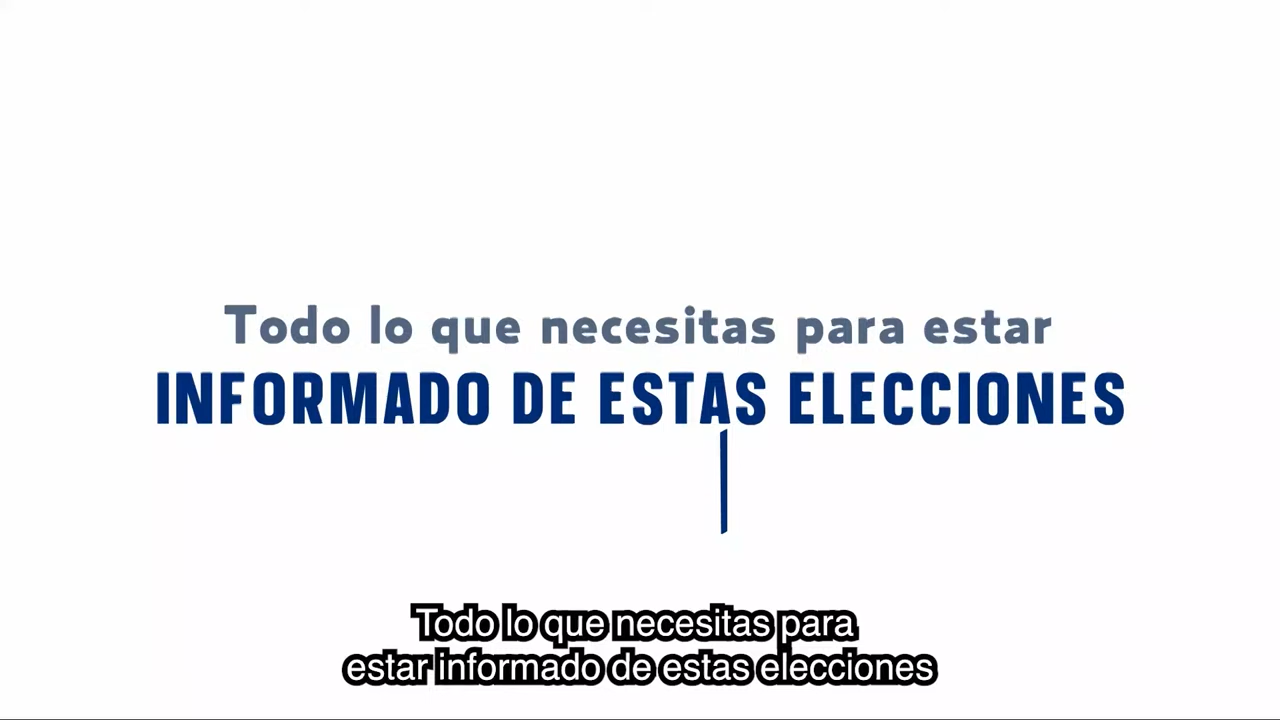 Todo lo que necesitas para estar
INFORMADO DE ESTAS ELECCIONES
Todo lo que necesitas para
estar informado de estas elecciones